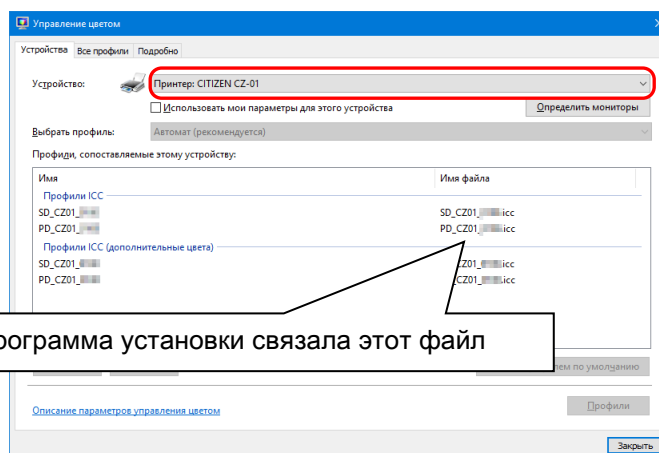 Управление цветом
Устройства Все профили Подробно
Устройство: Принтер: CITIZEN CZ-01
Использовать мои параметры для этого устройства Определить мониторы
Выбрать профиль: Автомат (рекомендуется)
Профили, сопоставляемые этому устройству:
Имя Имя файла
Профили ICC
SD_CZ01_ SD_CZ01_ .icc
PD_CZ01_ PD_CZ01_ .icc
Профили ICC (дополнительные цвета)
SD_CZ01_ CZ01_ .icc
PD_CZ01_ CZ01_ .icc
рограмма установки связала этот файл
лем по умолчанию
Описание параметров управления цветом Профили
Закрыть